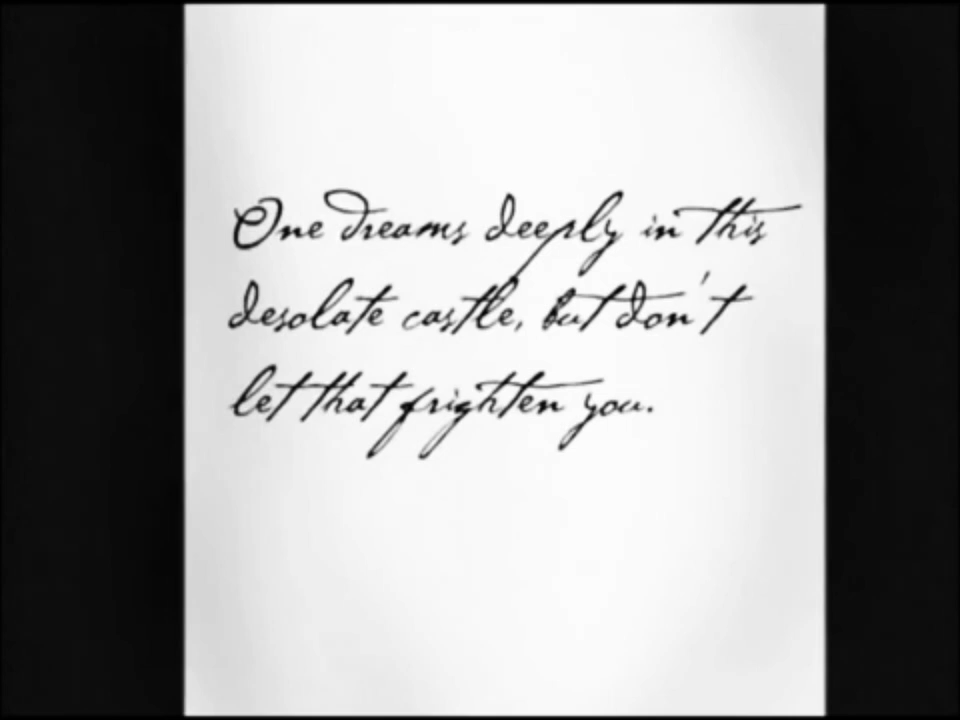 One dreams deeply in this
desolate castle, but don't
let that frighten you.